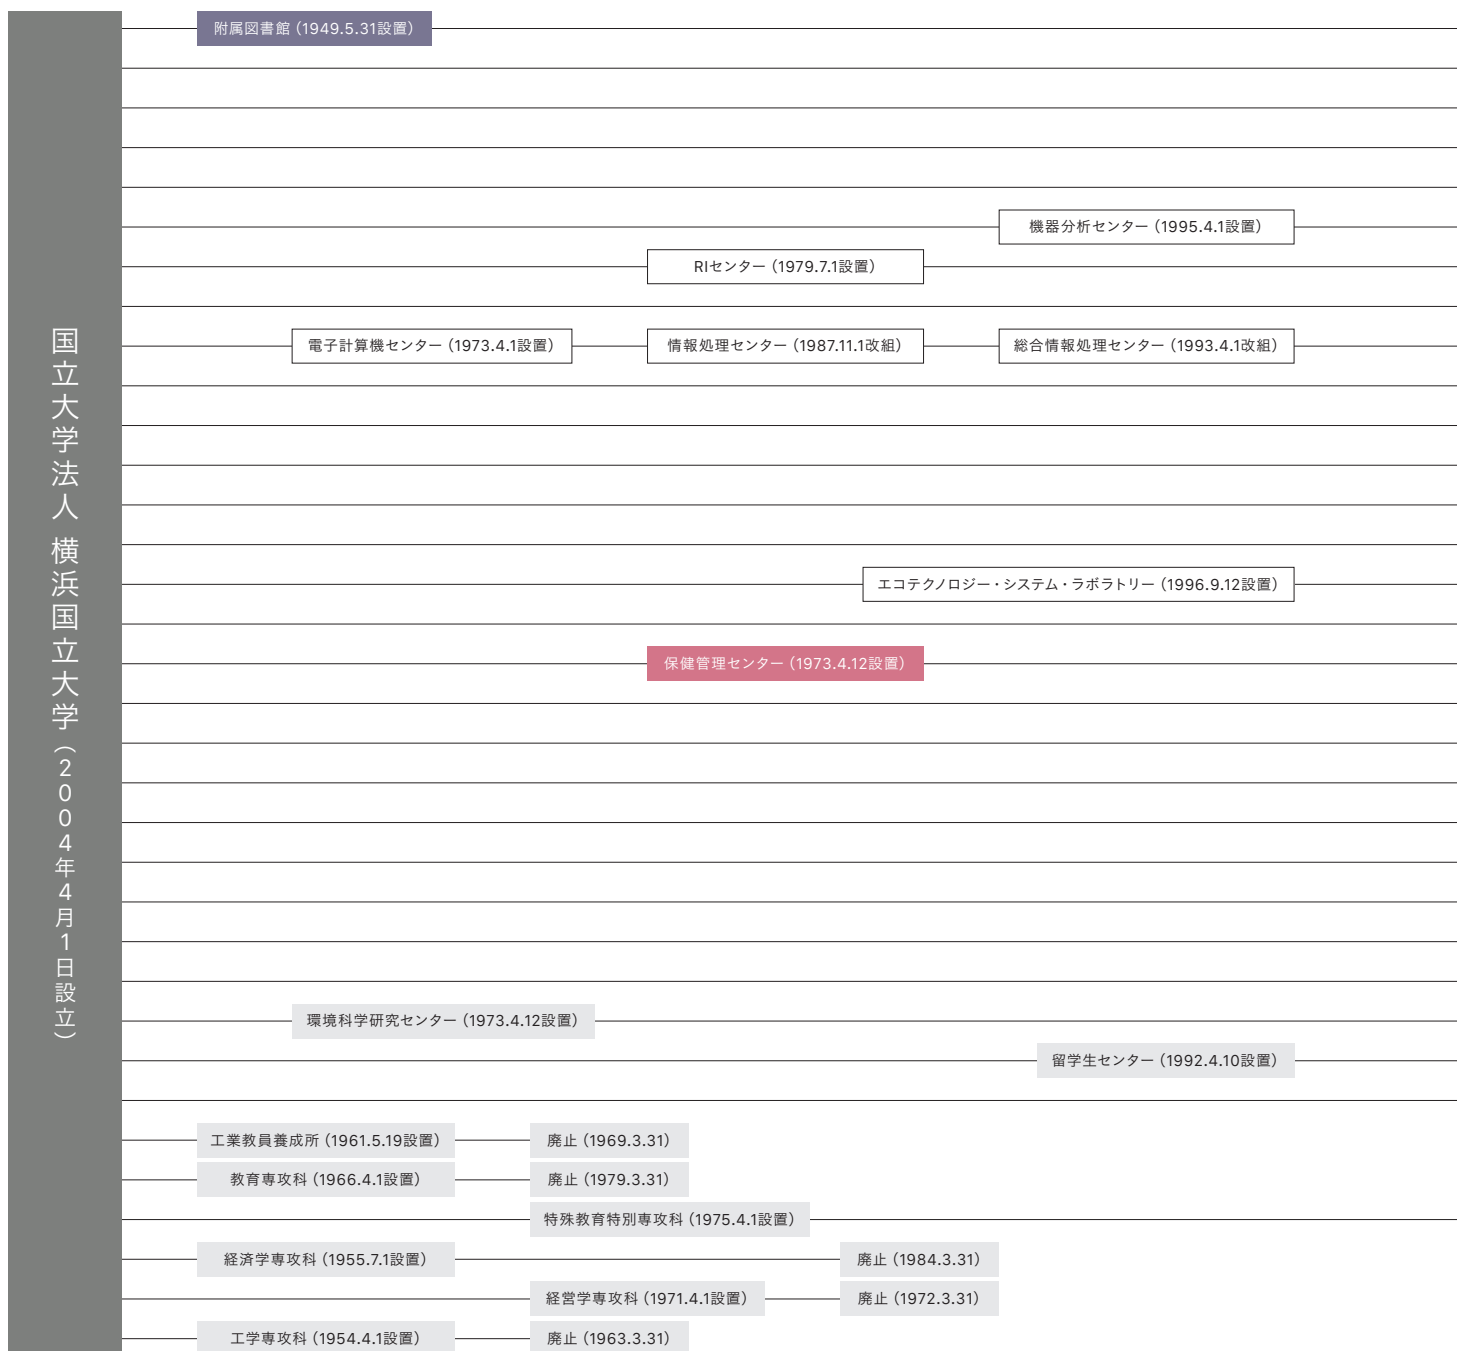 国立大学法人 横浜国立大学（2004年4月1日設立）
附属図書館（1949.5.31設置）
機器分析センター（1995.4.1設置）
RIセンター（1979.7.1設置）
電子計算機センター（1973.4.1設置）
情報処理センター（1987.11.1改組）
総合情報処理センター（1993.4.1改組）
エコテクノロジー・システム・ラボラトリー（1996.9.12設置）
保健管理センター（1973.4.12設置）
環境科学研究センター（1973.4.12設置）
留学生センター（1992.4.10設置）
工業教員養成所（1961.5.19設置）
廃止（1969.3.31）
教育専攻科（1966.4.1設置）
廃止（1979.3.31）
特殊教育特別専攻科（1975.4.1設置）
経済学専攻科（1955.7.1設置）
廃止（1984.3.31）
経営学専攻科（1971.4.1設置）
廃止（1972.3.31）
工学専攻科（1954.4.1設置）
廃止（1963.3.31）